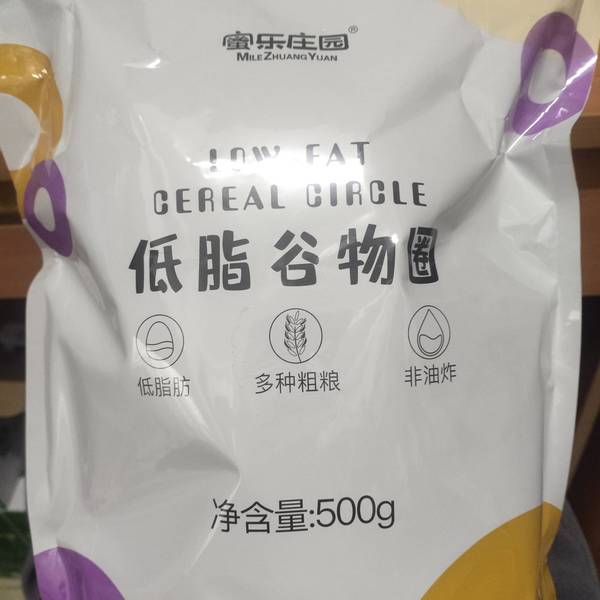 蜜乐庄园®
MILEZHUANGYUAN
LOW-FAT
CEREAL CIRCLE
低脂谷物圈
低脂肪 多种粗粮 非油炸
净含量:500g